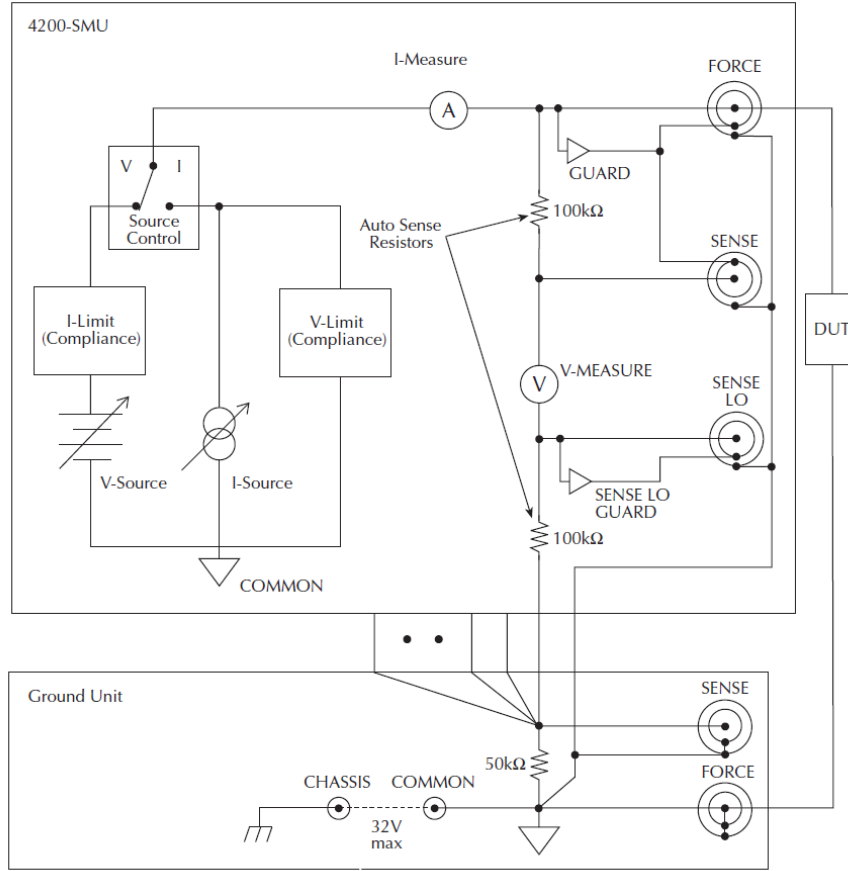 4200-SMU
I-Measure
FORCE
A
GUARD
V I
Source
Control
100kΩ
Auto Sense
Resistors
SENSE
I-Limit
(Compliance)
V-Limit
(Compliance)
DUT
V
V-MEASURE
SENSE
LO
V-Source
I-Source
SENSE LO
GUARD
100kΩ
COMMON
Ground Unit
SENSE
50kΩ
FORCE
CHASSIS COMMON
32V
max